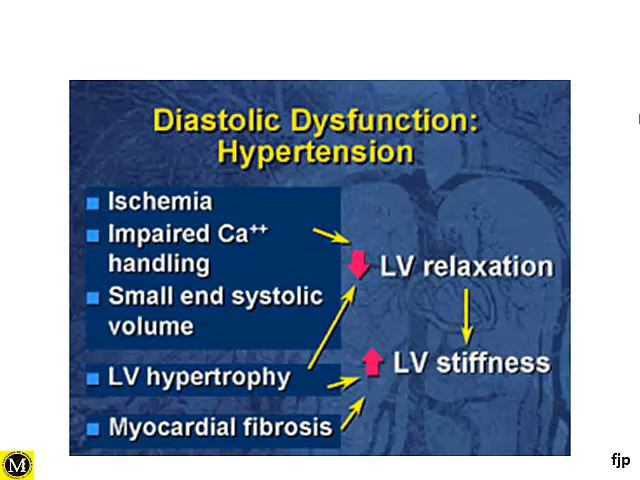 Diastolic Dysfunction:
Hypertension
Ischemia
Impaired Ca++
handling
Small end systolic
volume
LV hypertrophy
Myocardial fibrosis
LV relaxation
LV stiffness
M
fjp